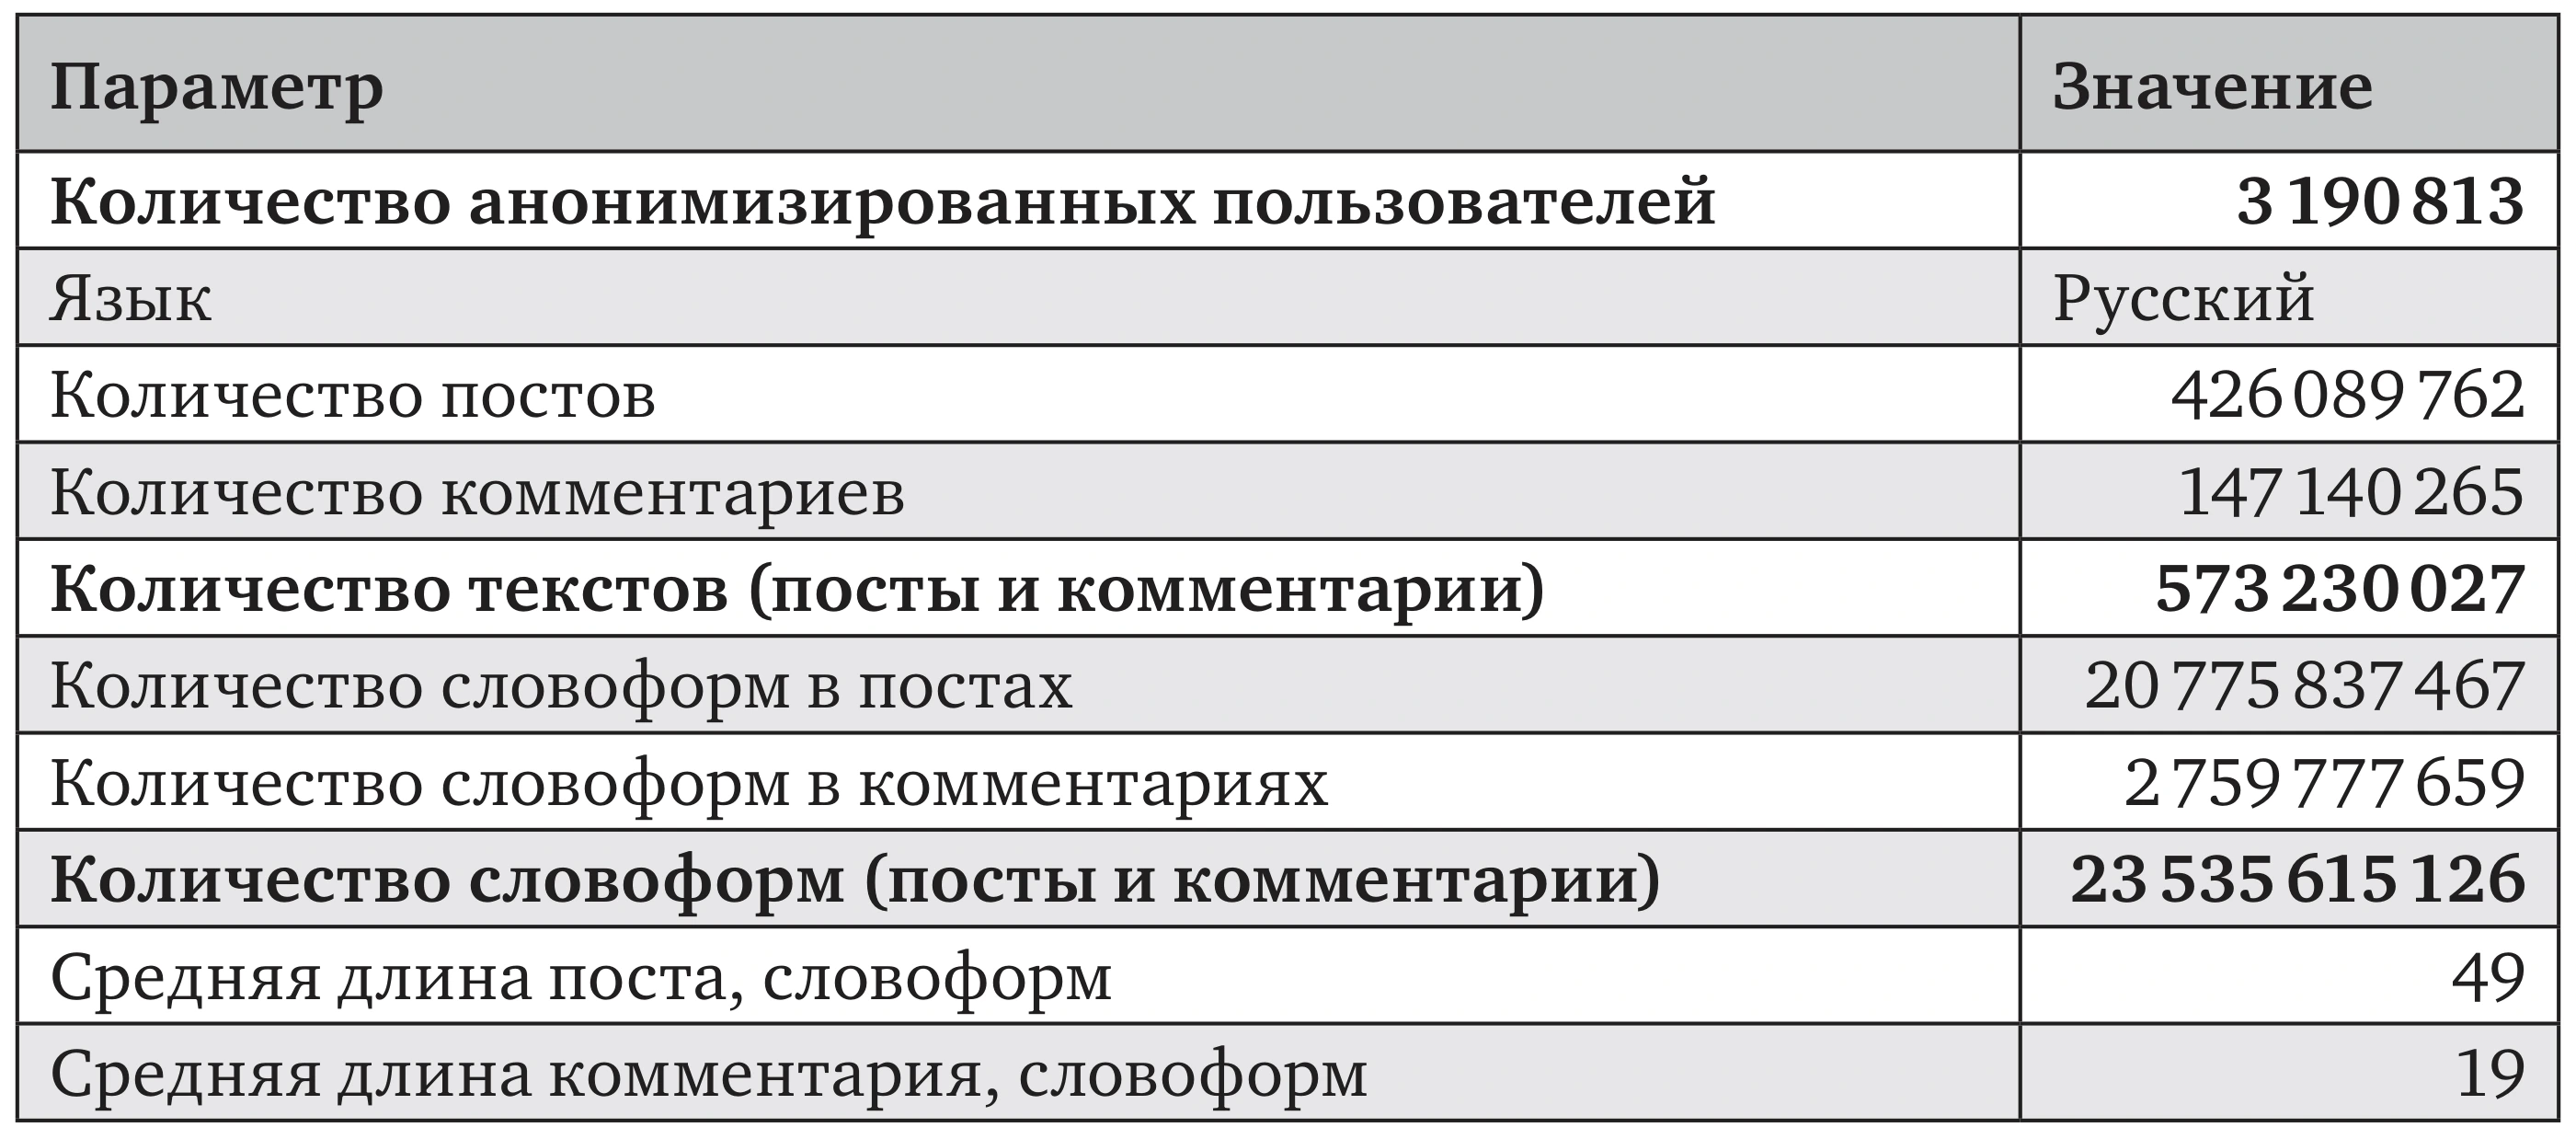 Параметр Значение
Количество анонимизированных пользователей 3 190 813
Язык Русский
Количество постов 426 089 762
Количество комментариев 147 140 265
Количество текстов (посты и комментарии) 573 230 027
Количество словоформ в постах 20 775 837 467
Количество словоформ в комментариях 2 759 777 659
Количество словоформ (посты и комментарии) 23 535 615 126
Средняя длина поста, словоформ 49
Средняя длина комментария, словоформ 19